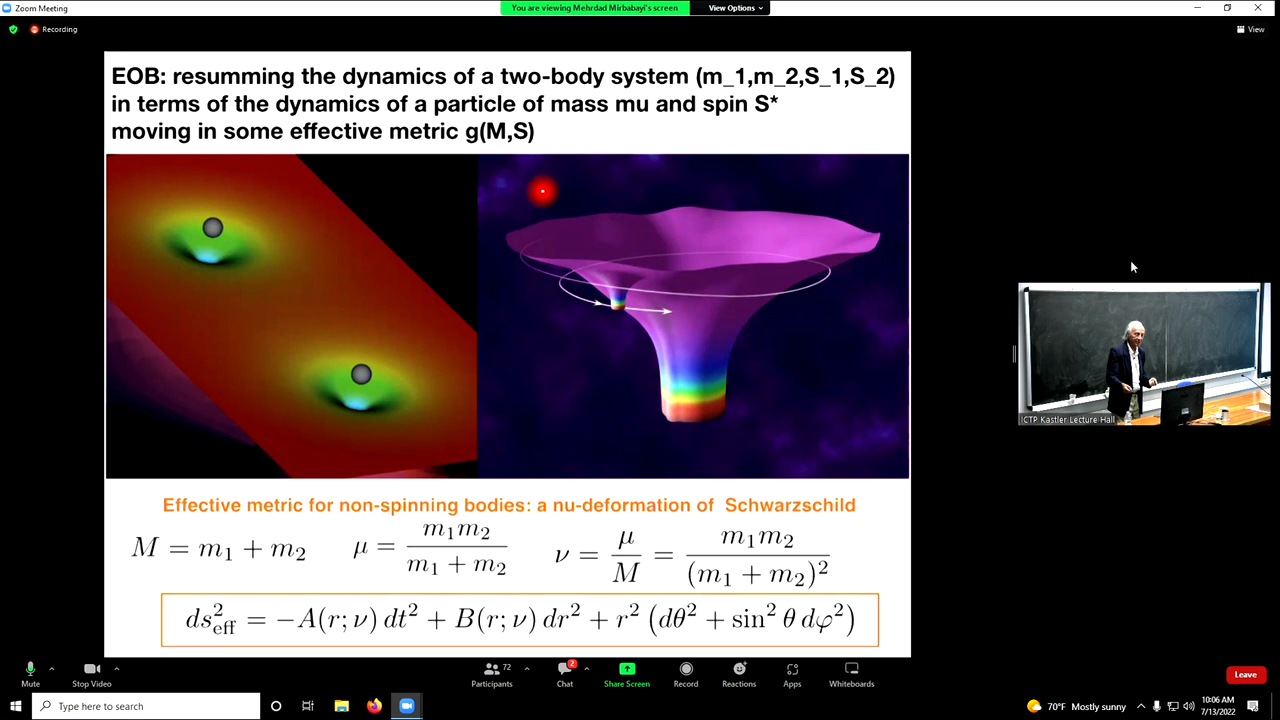 Zoom Meeting
You are viewing Mehrdad Mirbabayi's screen
View Options
Recording
View
EOB: resumming the dynamics of a two-body system (m_1,m_2,S_1,S_2)
in terms of the dynamics of a particle of mass mu and spin S*
moving in some effective metric g(M,S)
ICTP Kastler Lecture Hall
Effective metric for non-spinning bodies: a nu-deformation of Schwarzschild
M = m₁ + m₂   μ = m₁m₂ / (m₁ + m₂)   ν = μ / M = m₁m₂ / (m₁ + m₂)²
ds²_eff = −A(r; ν) dt² + B(r; ν) dr² + r² (dθ² + sin² θ dφ²)
Mute
Stop Video
72
Participants
2
Chat
Share Screen
Record
Reactions
Apps
Whiteboards
Leave
Type here to search
70°F Mostly sunny
10:06 AM
7/13/2022